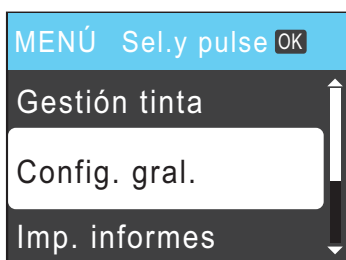 MENÚ Sel.y pulse OK
Gestión tinta
Config. gral.
Imp. informes